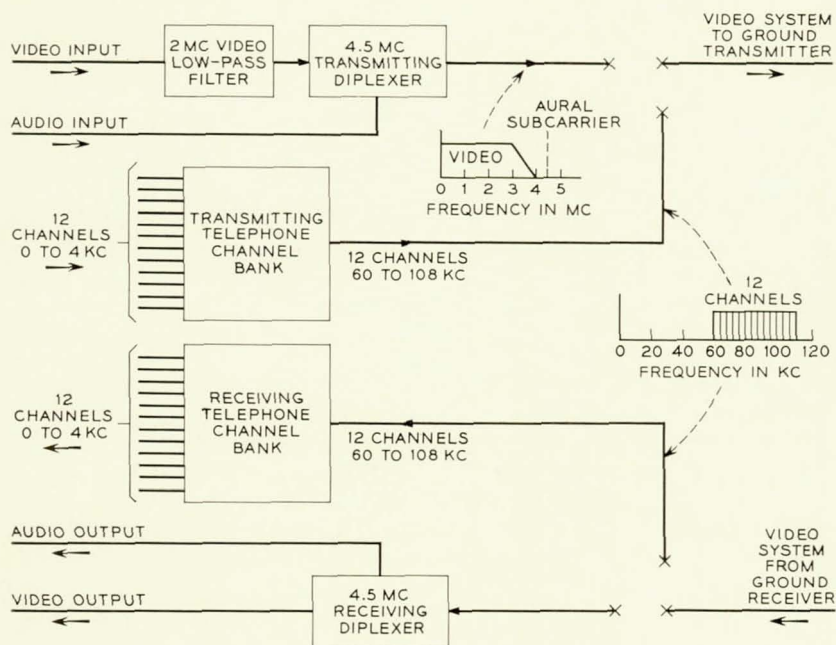 VIDEO INPUT
2 MC VIDEO
LOW-PASS
FILTER
4.5 MC
TRANSMITTING
DIPLEXER
VIDEO SYSTEM
TO GROUND
TRANSMITTER
AUDIO INPUT
AURAL
SUBCARRIER
VIDEO
0 1 2 3 4 5
FREQUENCY IN MC
12
CHANNELS
0 TO 4 KC
TRANSMITTING
TELEPHONE
CHANNEL
BANK
12 CHANNELS
60 TO 108 KC
12
CHANNELS
0 20 40 60 80 100 120
FREQUENCY IN KC
12
CHANNELS
0 TO 4 KC
RECEIVING
TELEPHONE
CHANNEL
BANK
12 CHANNELS
60 TO 108 KC
AUDIO OUTPUT
VIDEO OUTPUT
4.5 MC
RECEIVING
DIPLEXER
VIDEO
SYSTEM
FROM
GROUND
RECEIVER